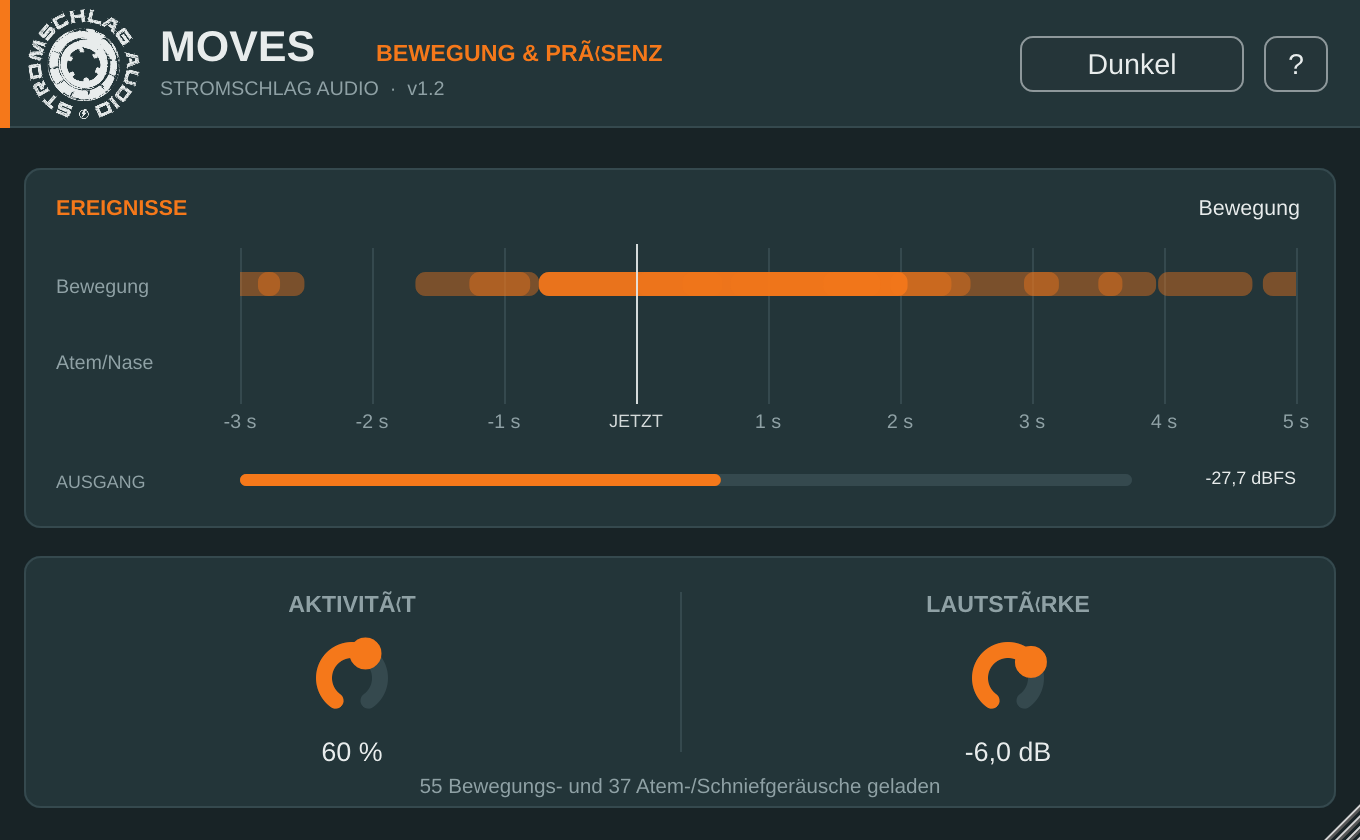 STROMSCHLAG AUDIO
MOVES
BEWEGUNG & PRÃ⟨SENZ
STROMSCHLAG AUDIO · v1.2
Dunkel
?
EREIGNISSE
Bewegung
Bewegung
Atem/Nase
-3 s -2 s -1 s JETZT 1 s 2 s 3 s 4 s 5 s
AUSGANG
-27,7 dBFS
AKTIVITÃ⟨T
LAUTSTÃ⟨RKE
60 %
-6,0 dB
55 Bewegungs- und 37 Atem-/Schniefgeräusche geladen